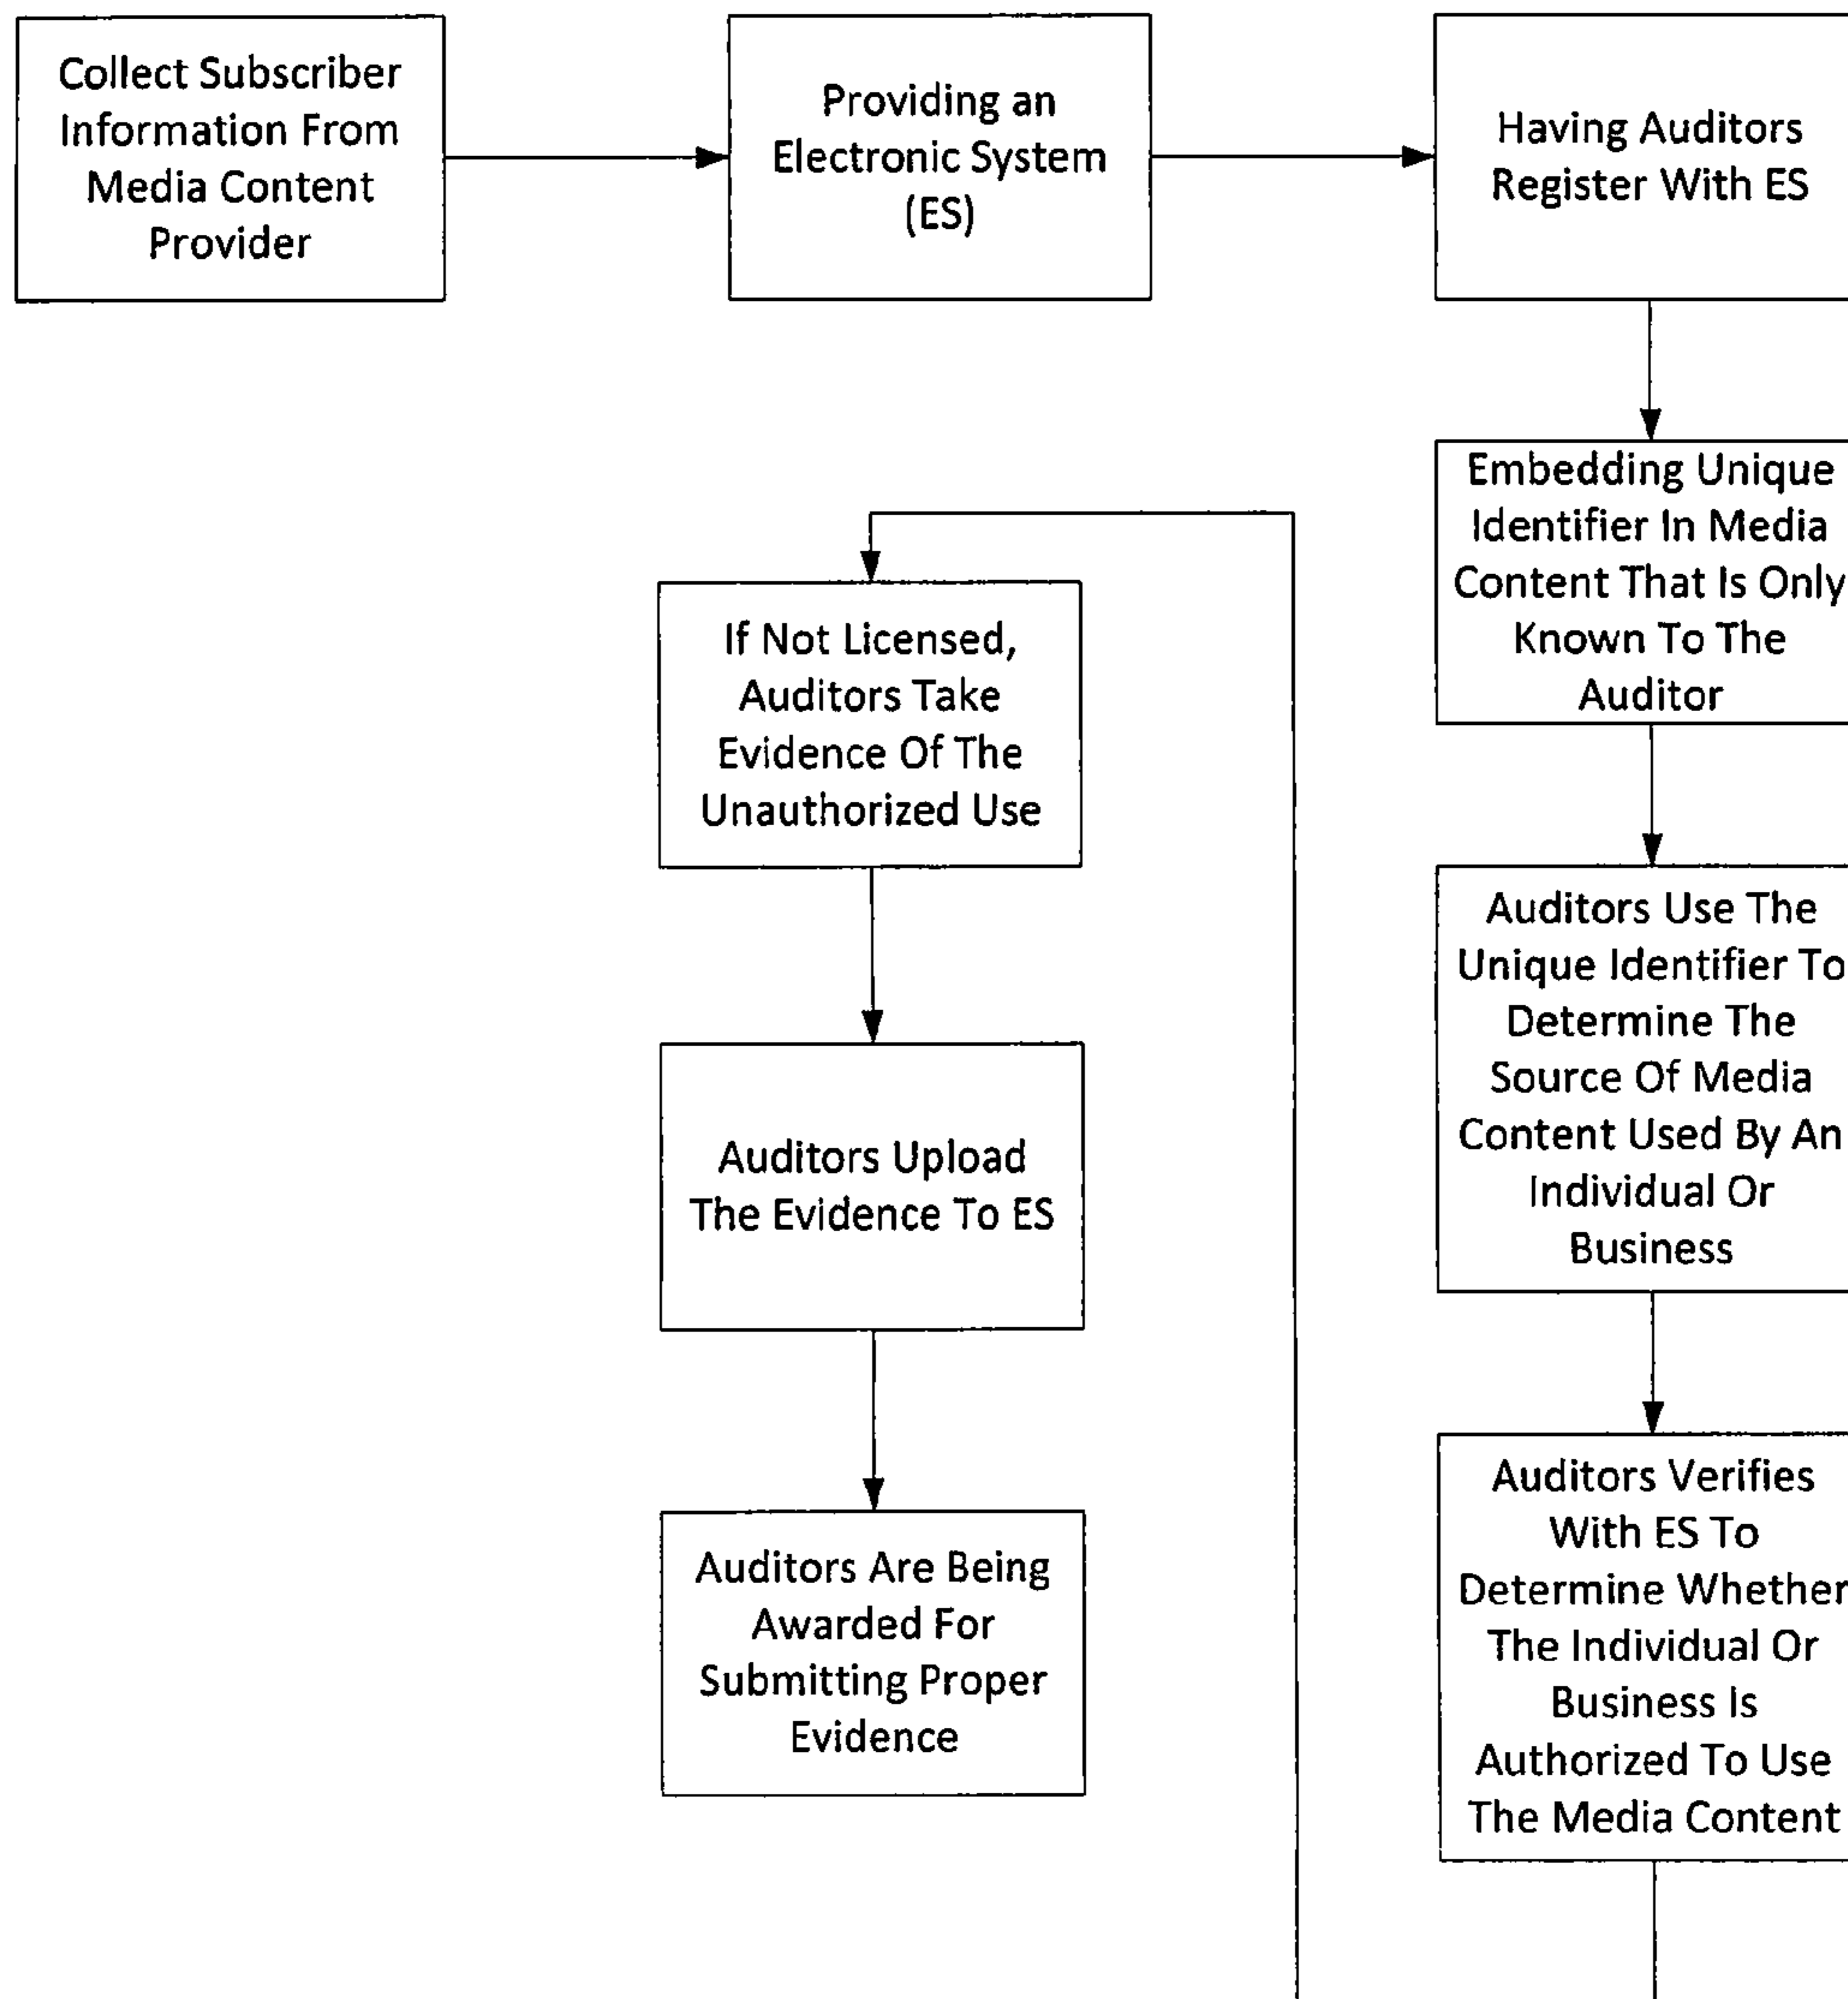 Collect Subscriber
Information From
Media Content
Provider
Providing an
Electronic System
(ES)
Having Auditors
Register With ES
Embedding Unique
Identifier In Media
Content That Is Only
Known To The
Auditor
Auditors Use The
Unique Identifier To
Determine The
Source Of Media
Content Used By An
Individual Or
Business
Auditors Verifies
With ES To
Determine Whether
The Individual Or
Business Is
Authorized To Use
The Media Content
If Not Licensed,
Auditors Take
Evidence Of The
Unauthorized Use
Auditors Upload
The Evidence To ES
Auditors Are Being
Awarded For
Submitting Proper
Evidence